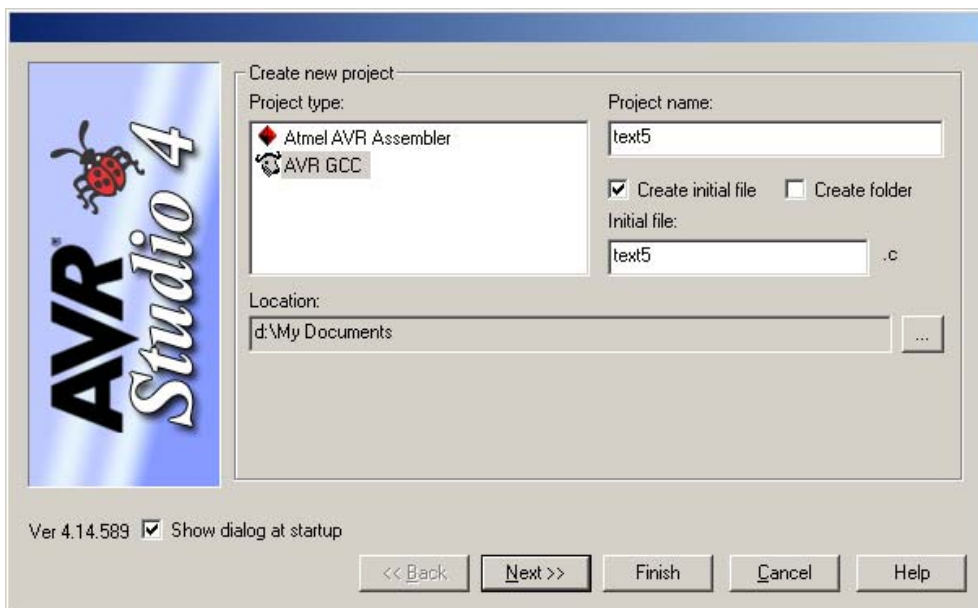 AVR® Studio 4
Create new project
Project type:
Atmel AVR Assembler
AVR GCC
Project name:
text5
Create initial file
Create folder
Initial file:
text5
.c
Location:
d:\My Documents
...
Ver 4.14.589
Show dialog at startup
<< Back
Next >>
Finish
Cancel
Help